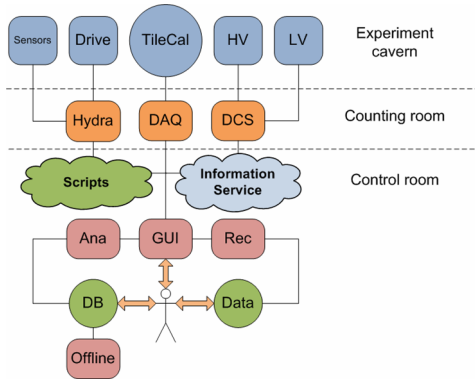 Sensors
Drive
TileCal
HV
LV
Experiment
cavern
Hydra
DAQ
DCS
Counting room
Scripts
Information
Service
Control room
Ana
GUI
Rec
DB
Data
Offline